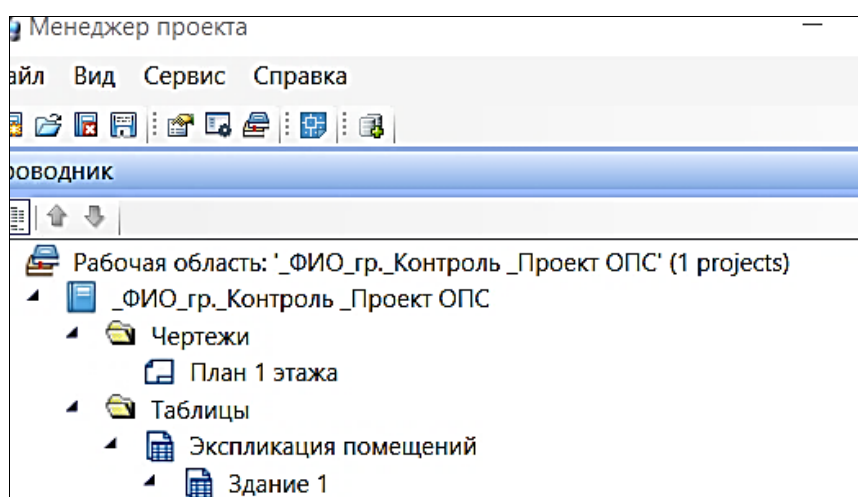 Менеджер проекта
айл Вид Сервис Справка
роводник
Рабочая область: '_ФИО_гр._Контроль _Проект ОПС' (1 projects)
_ФИО_гр._Контроль _Проект ОПС
Чертежи
План 1 этажа
Таблицы
Экспликация помещений
Здание 1